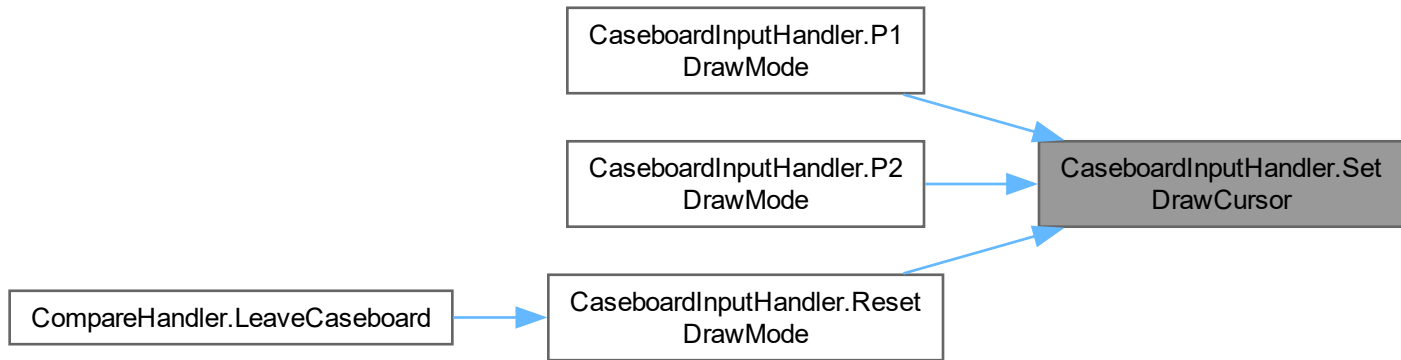 CaseboardInputHandler.P1
DrawMode
CaseboardInputHandler.P2
DrawMode
CaseboardInputHandler.Set
DrawCursor
CompareHandler.LeaveCaseboard
CaseboardInputHandler.Reset
DrawMode